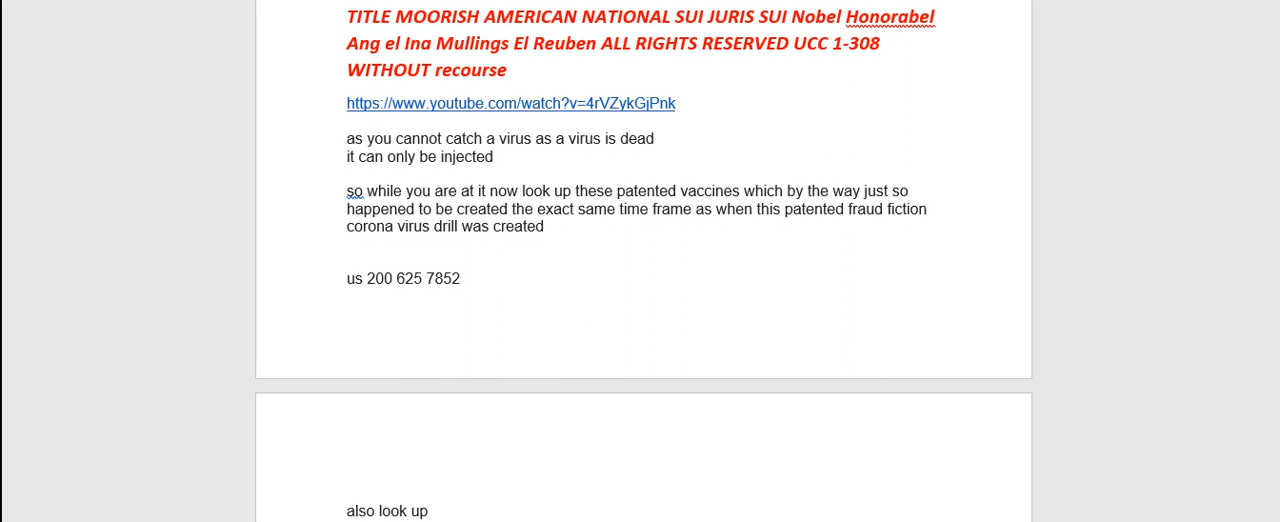 TITLE MOORISH AMERICAN NATIONAL SUI JURIS SUI Nobel Honorabel
Ang el Ina Mullings El Reuben ALL RIGHTS RESERVED UCC 1-308
WITHOUT recourse
https://www.youtube.com/watch?v=4rVZykGjPnk
as you cannot catch a virus as a virus is dead
it can only be injected
so while you are at it now look up these patented vaccines which by the way just so
happened to be created the exact same time frame as when this patented fraud fiction
corona virus drill was created
us 200 625 7852
also look up